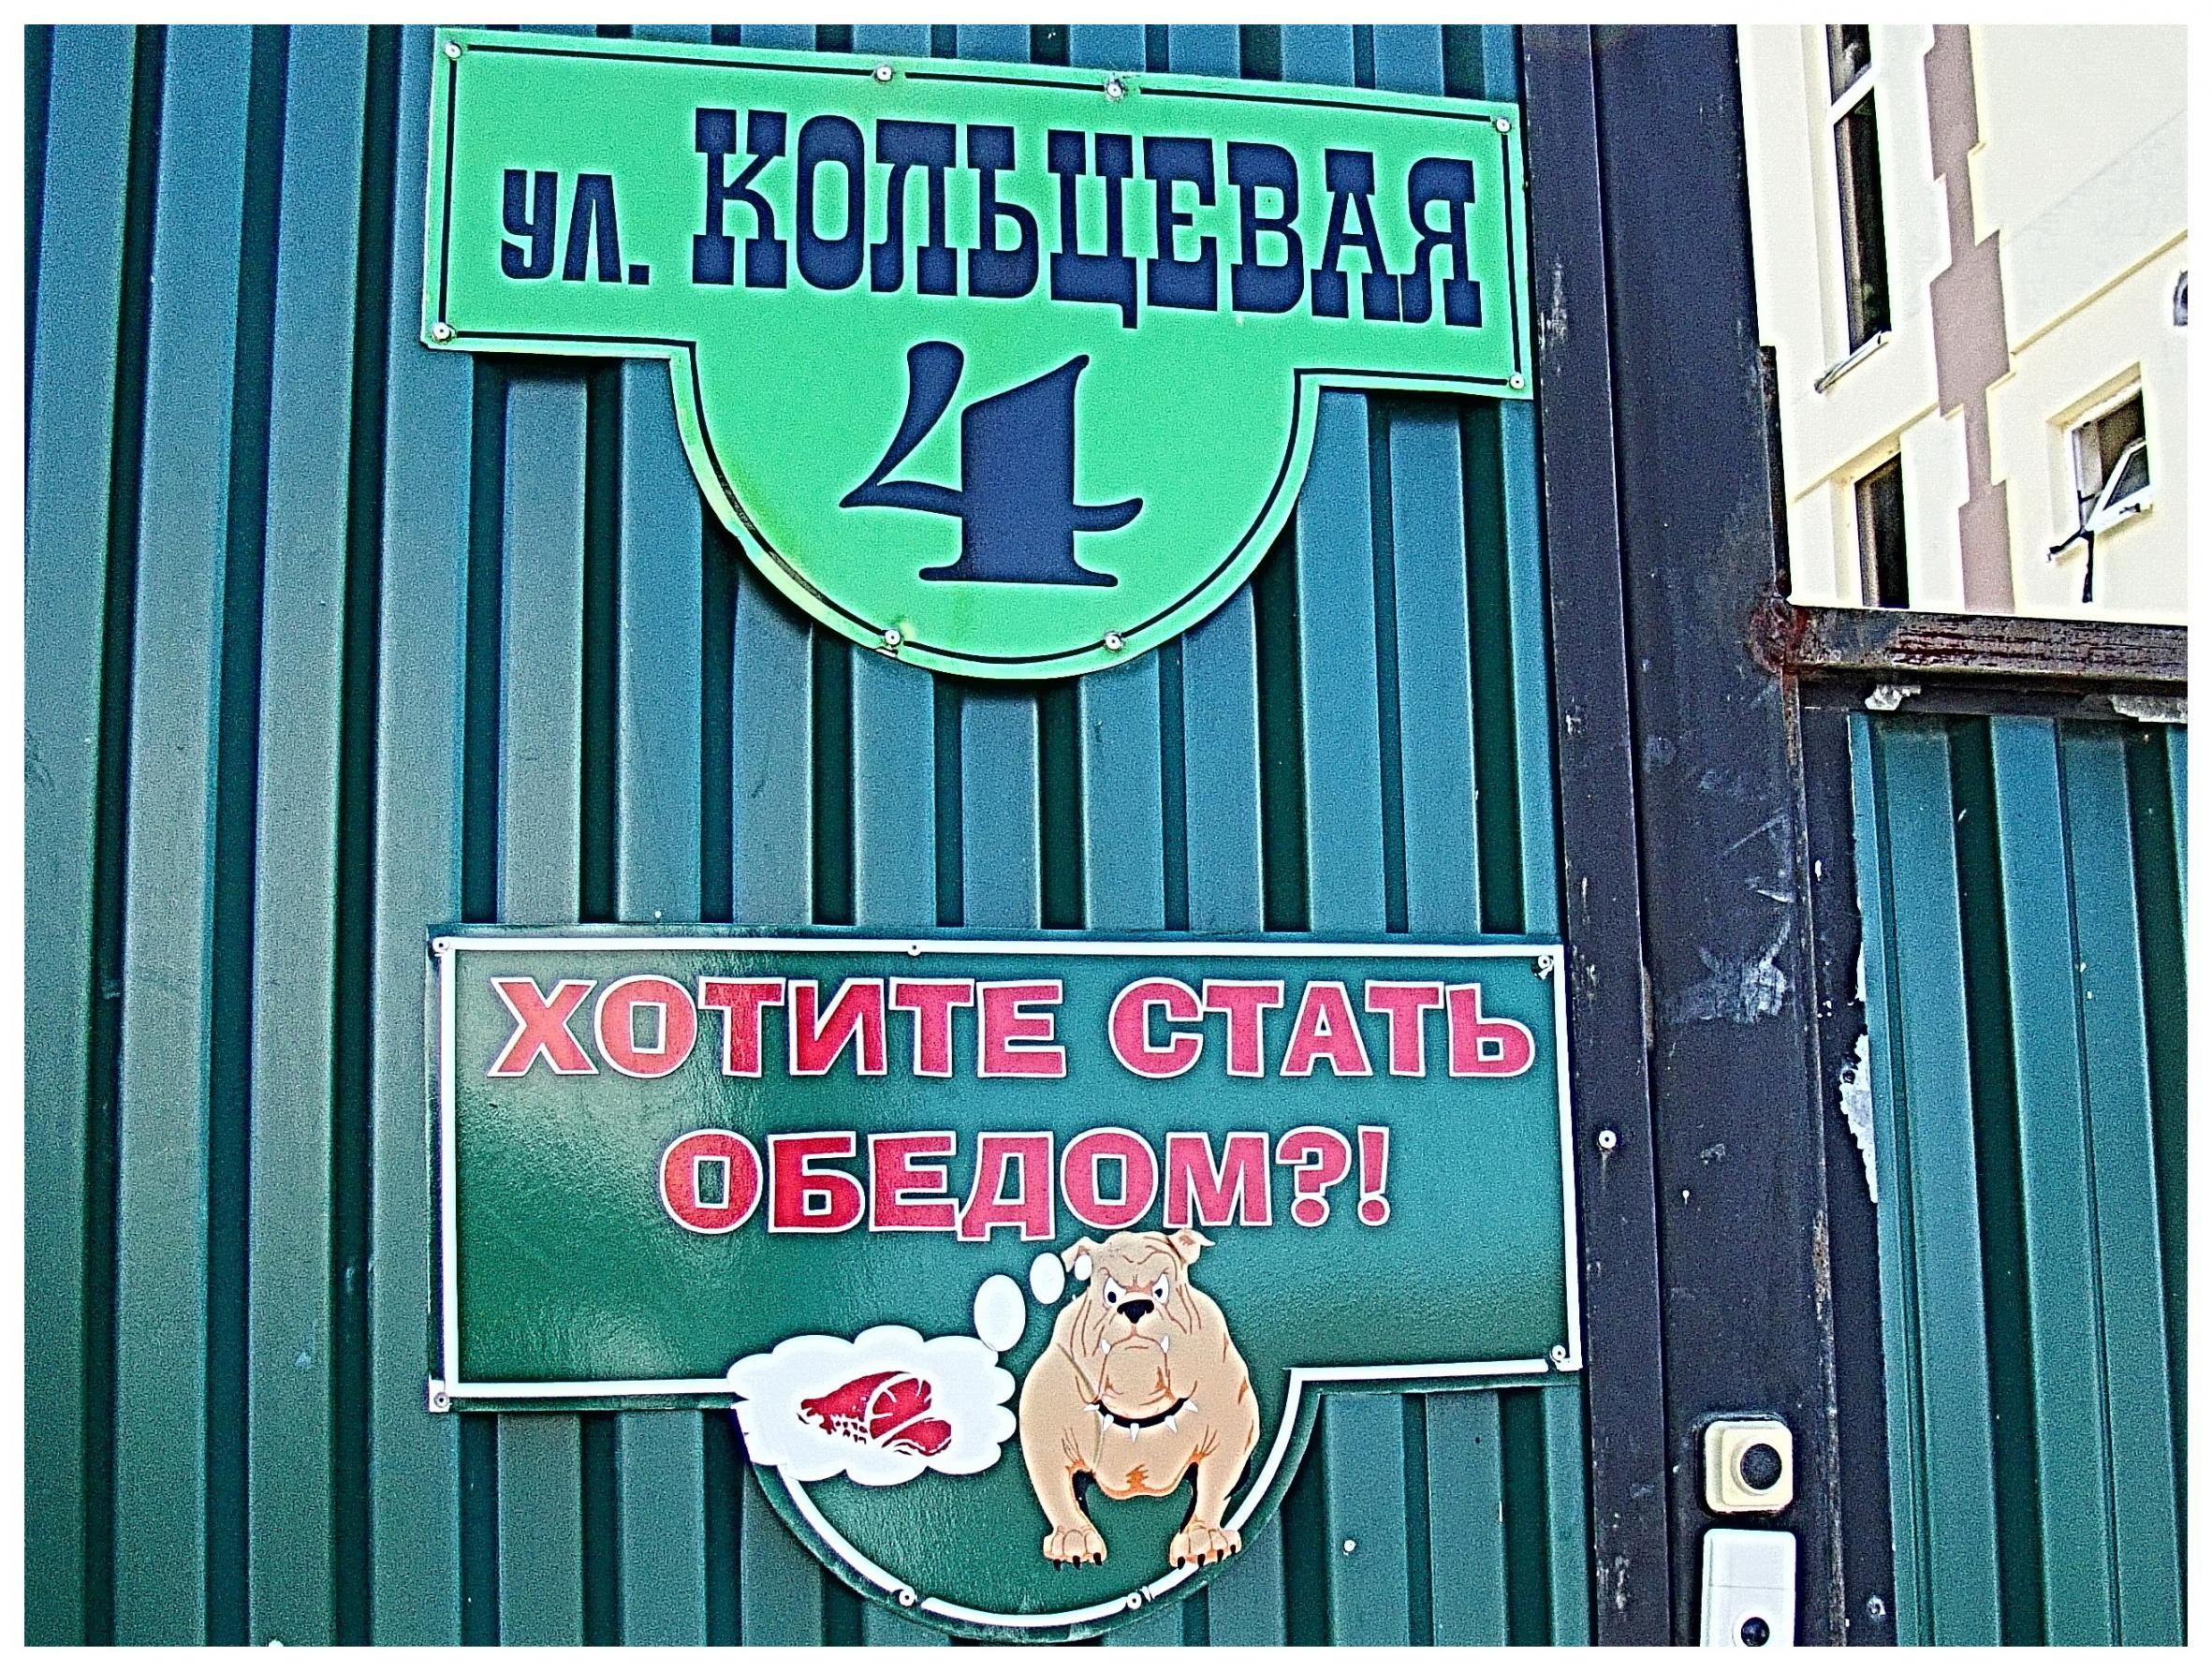 ул. КОЛЬЦЕВАЯ
4
ХОТИТЕ СТАТЬ
ОБЕДОМ?!